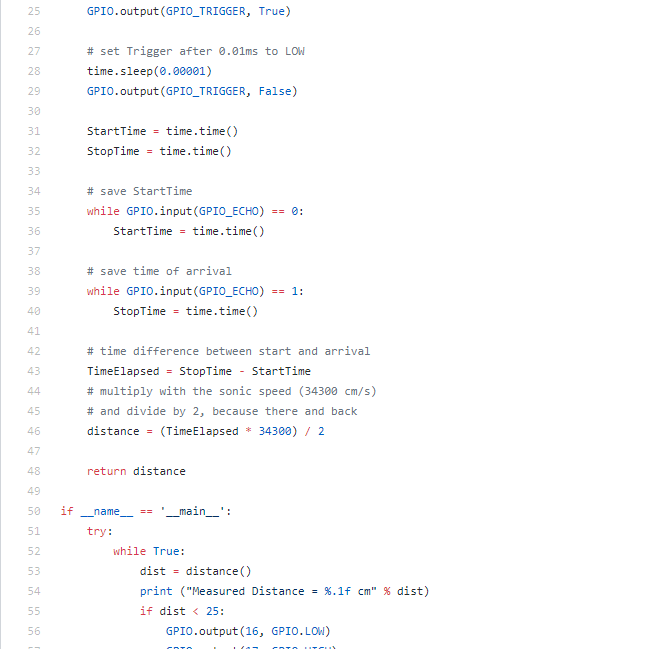 25 GPIO.output(GPIO_TRIGGER, True)
26
27 # set Trigger after 0.01ms to LOW
28 time.sleep(0.00001)
29 GPIO.output(GPIO_TRIGGER, False)
30
31 StartTime = time.time()
32 StopTime = time.time()
33
34 # save StartTime
35 while GPIO.input(GPIO_ECHO) == 0:
36 StartTime = time.time()
37
38 # save time of arrival
39 while GPIO.input(GPIO_ECHO) == 1:
40 StopTime = time.time()
41
42 # time difference between start and arrival
43 TimeElapsed = StopTime - StartTime
44 # multiply with the sonic speed (34300 cm/s)
45 # and divide by 2, because there and back
46 distance = (TimeElapsed * 34300) / 2
47
48 return distance
49
50 if __name__ == '__main__':
51 try:
52 while True:
53 dist = distance()
54 print ("Measured Distance = %.1f cm" % dist)
55 if dist < 25:
56 GPIO.output(16, GPIO.LOW)